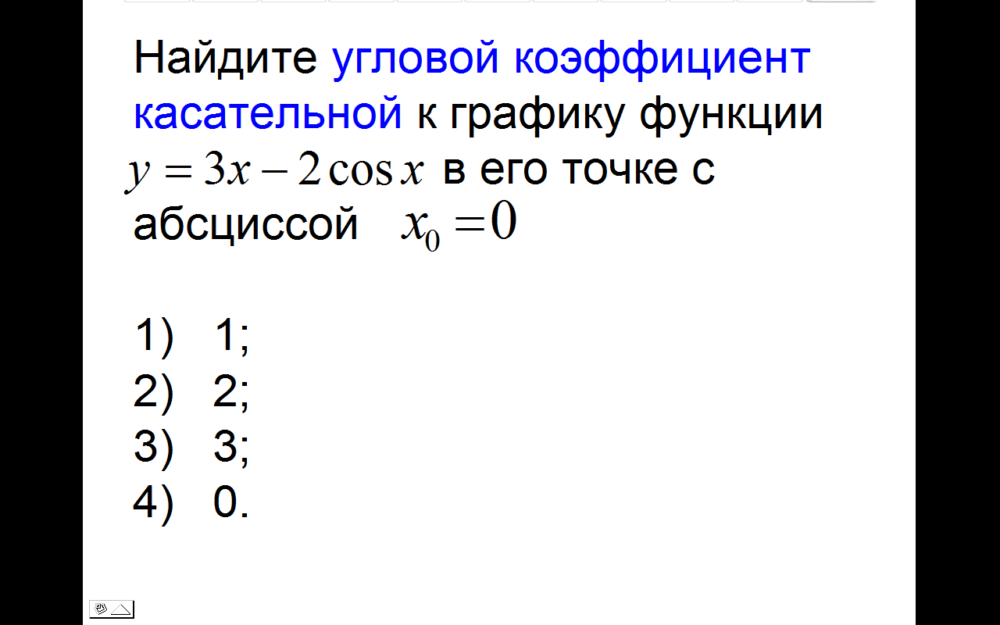 Найдите угловой коэффициент
касательной к графику функции
y = 3x − 2 cos x в его точке с
абсциссой x₀ = 0
1) 1;
2) 2;
3) 3;
4) 0.